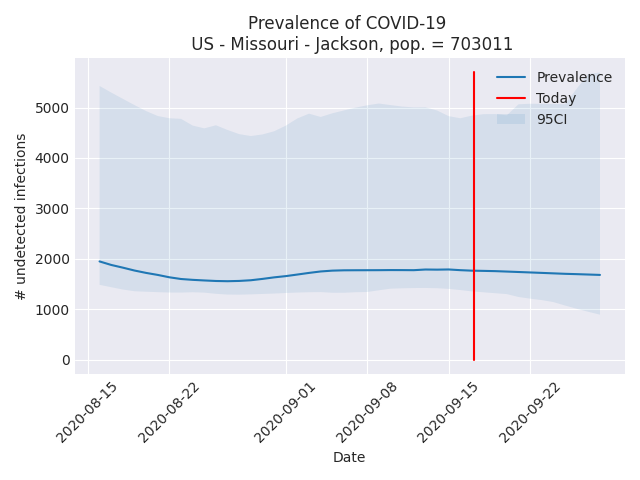 Prevalence of COVID-19
US - Missouri - Jackson, pop. = 703011
Prevalence
Today
95CI
# undetected infections
5000
4000
3000
2000
1000
0
2020-08-15
2020-08-22
2020-09-01
2020-09-08
2020-09-15
2020-09-22
Date